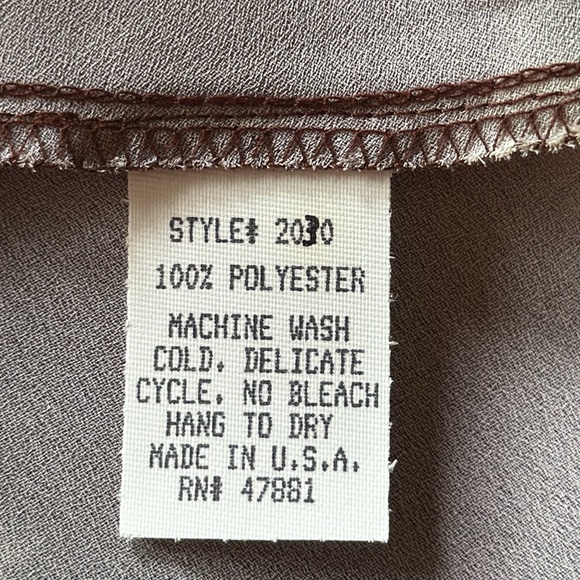 STYLE# 2030
100% POLYESTER
MACHINE WASH
COLD. DELICATE
CYCLE. NO BLEACH
HANG TO DRY
MADE IN U.S.A.
RN# 47881